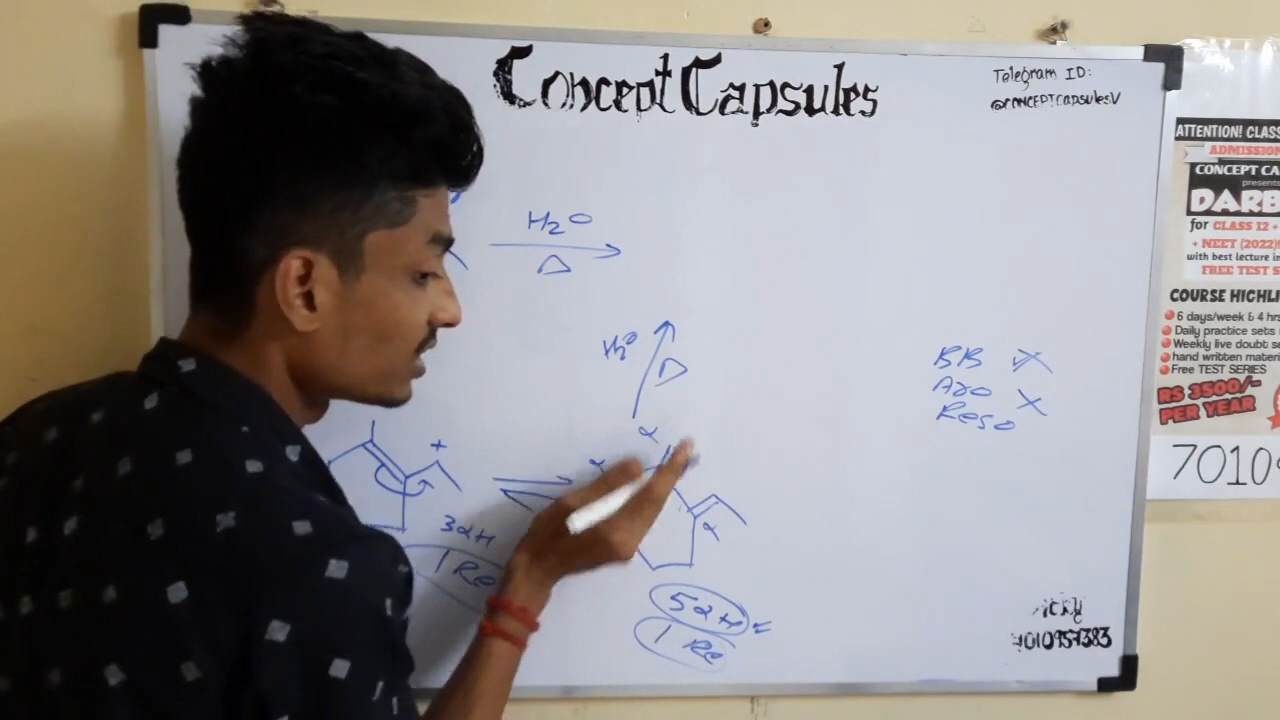 Concept Capsules
Telegram ID:
@CONCEPTCapsulesV
H2O
Δ
H2O
Δ
α
α
+
α
3αH
1 Re
5αH =
1 Re
BB ×
Aro ×
Reso
ATTENTION! CLASS
ADMISSION
CONCEPT CA
presents
DARB
for CLASS 12 +
+ NEET (2022)
with best lecture in
FREE TEST S
COURSE HIGHLI
6 days/week & 4 hrs
Daily practice sets
Weekly live doubt se
hand written materi
Free TEST SERIES
RS 3500/-
PER YEAR
70109
7010957383